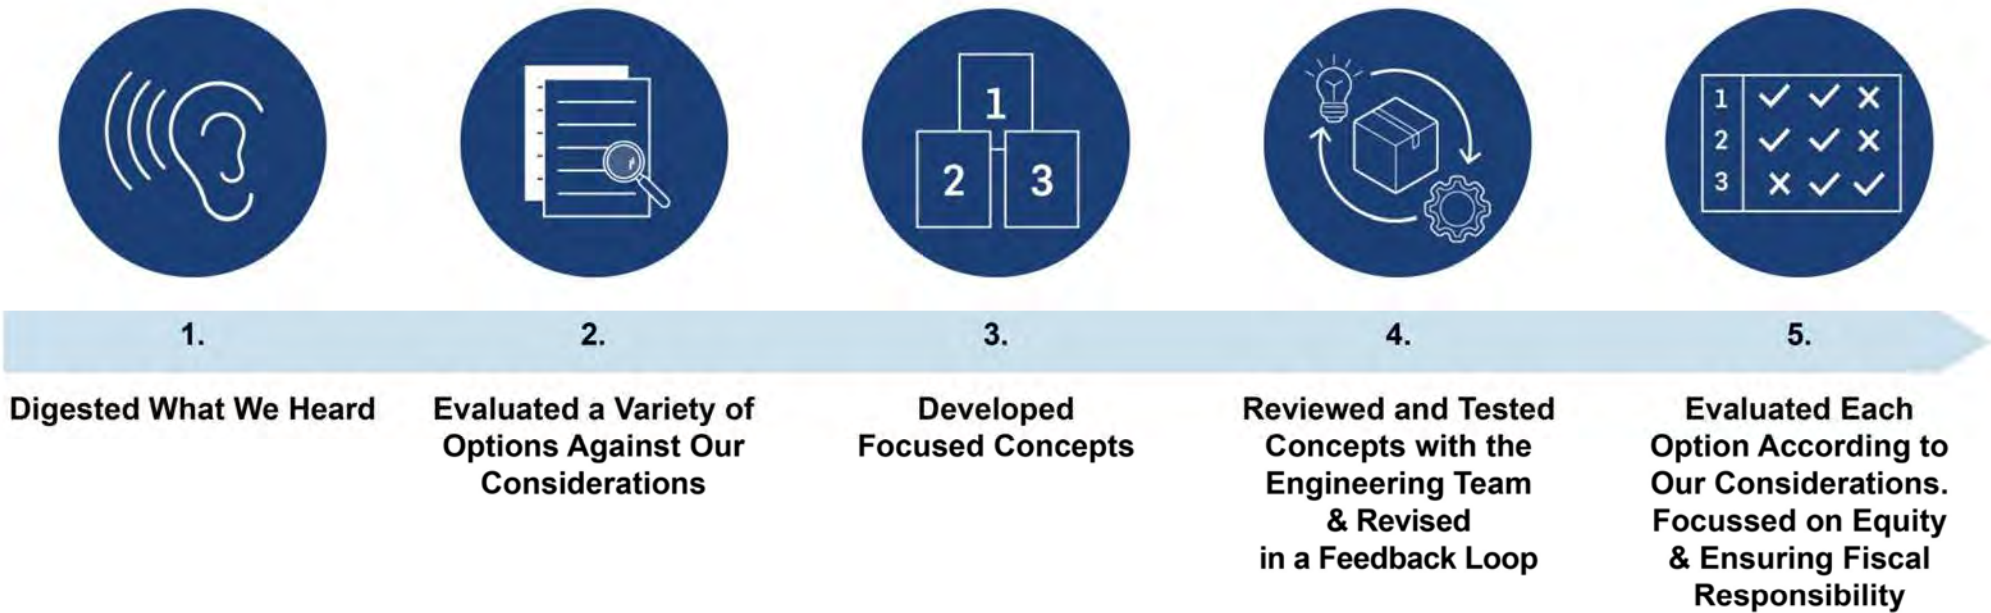 1
2 3
1
2
3
1.
Digested What We Heard
2.
Evaluated a Variety of
Options Against Our
Considerations
3.
Developed
Focused Concepts
4.
Reviewed and Tested
Concepts with the
Engineering Team
& Revised
in a Feedback Loop
5.
Evaluated Each
Option According to
Our Considerations.
Focussed on Equity
& Ensuring Fiscal
Responsibility